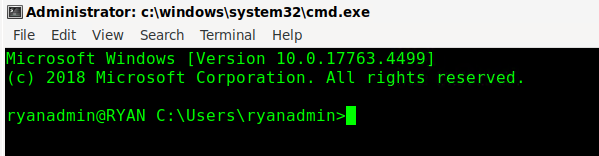 Administrator: c:\windows\system32\cmd.exe
File Edit View Search Terminal Help
Microsoft Windows [Version 10.0.17763.4499]
(c) 2018 Microsoft Corporation. All rights reserved.
ryanadmin@RYAN C:\Users\ryanadmin>